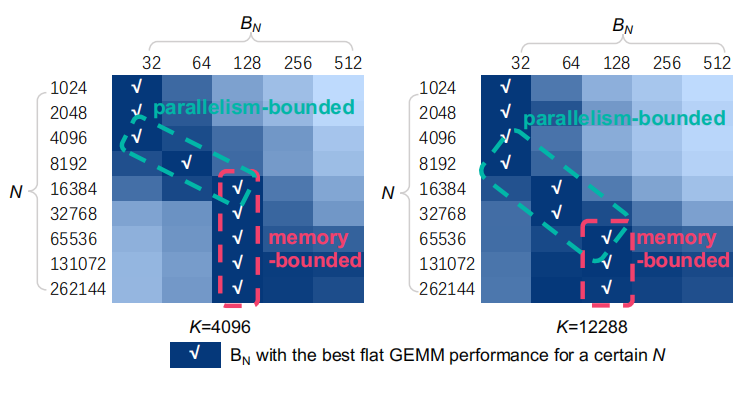 B_N
32 64 128 256 512
1024 √
2048 √
4096 √
8192 √
16384 √
32768 √
65536 √
131072 √
262144 √
N
parallelism-bounded
memory
-bounded
K=4096
B_N
32 64 128 256 512
1024 √
2048 √
4096 √
8192 √
16384 √
32768 √
65536 √
131072 √
262144 √
N
parallelism-bounded
memory
-bounded
K=12288
√ B_N with the best flat GEMM performance for a certain N